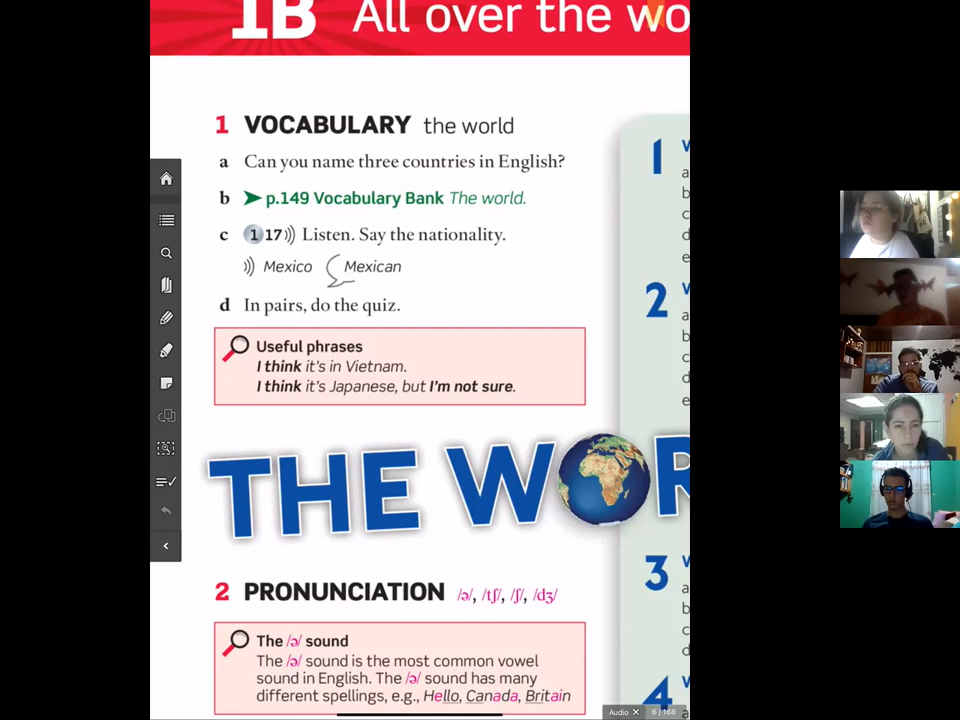 1B All over the wo
1 VOCABULARY the world
a Can you name three countries in English?
b p.149 Vocabulary Bank The world.
c 1 17 Listen. Say the nationality.
Mexico Mexican
d In pairs, do the quiz.
Useful phrases
I think it's in Vietnam.
I think it's Japanese, but I'm not sure.
THE WOR
2 PRONUNCIATION /ə/, /tʃ/, /ʃ/, /dʒ/
The /ə/ sound
The /ə/ sound is the most common vowel
sound in English. The /ə/ sound has many
different spellings, e.g., Hello, Canada, Britain
1 W
a
b
c
d
e
2 W
a
b
c
d
e
3 W
a
b
c
d
4 W
a
Audio X 6 / 168